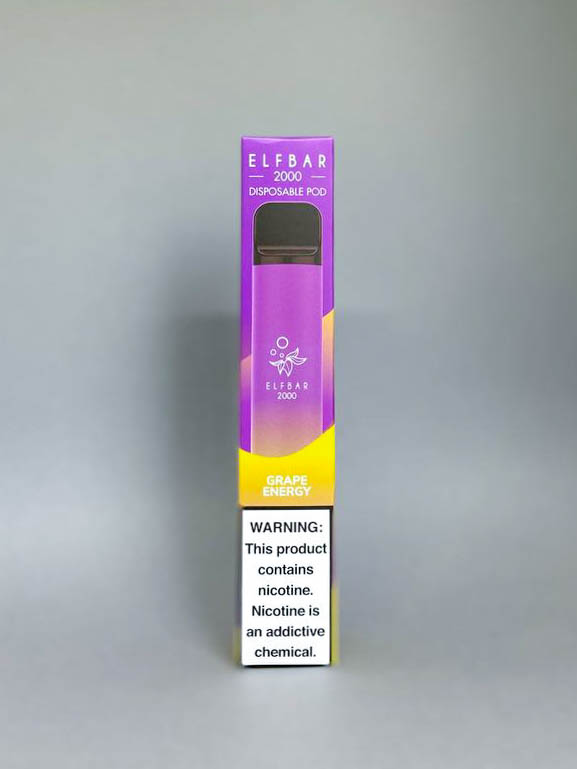 ELFBAR
2000
DISPOSABLE POD
ELFBAR
2000
GRAPE
ENERGY
WARNING:
This product
contains
nicotine.
Nicotine is
an addictive
chemical.